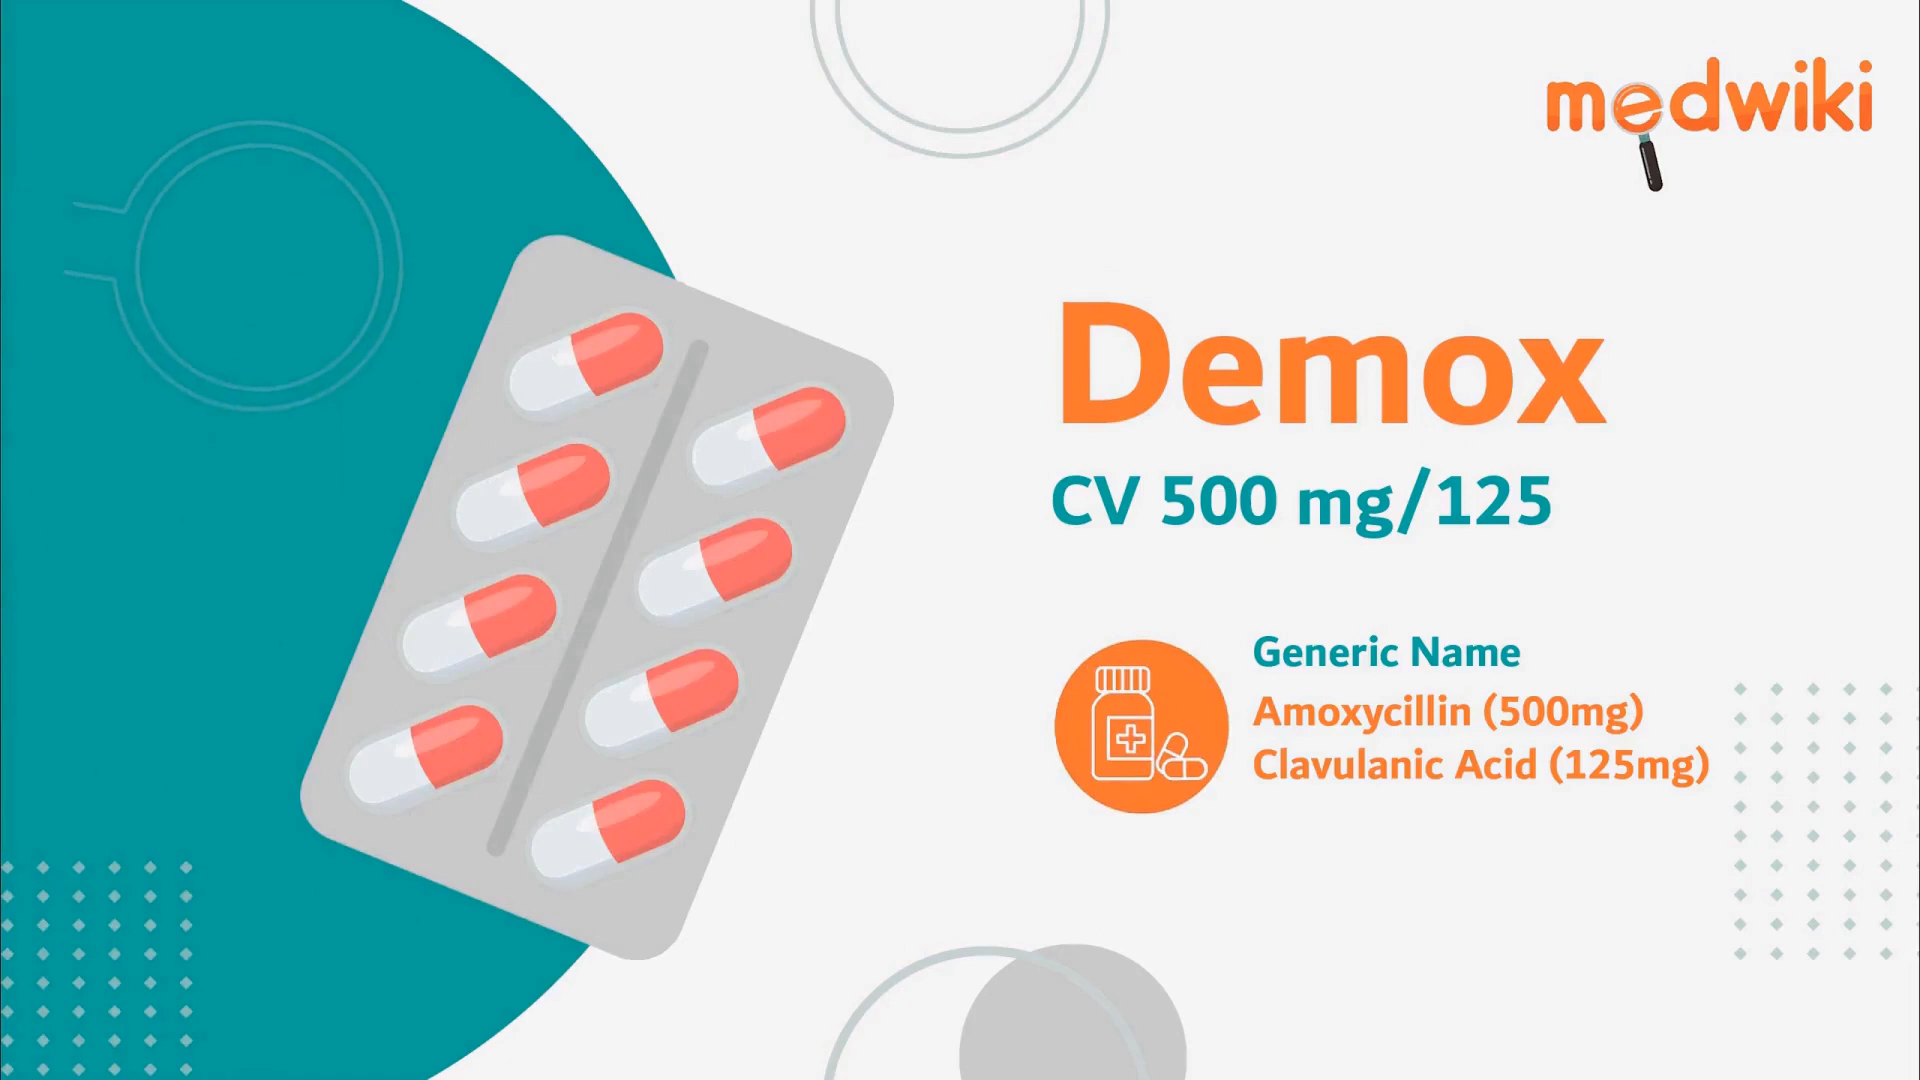 medwiki
Demox
CV 500 mg/125
Generic Name
Amoxycillin (500mg)
Clavulanic Acid (125mg)